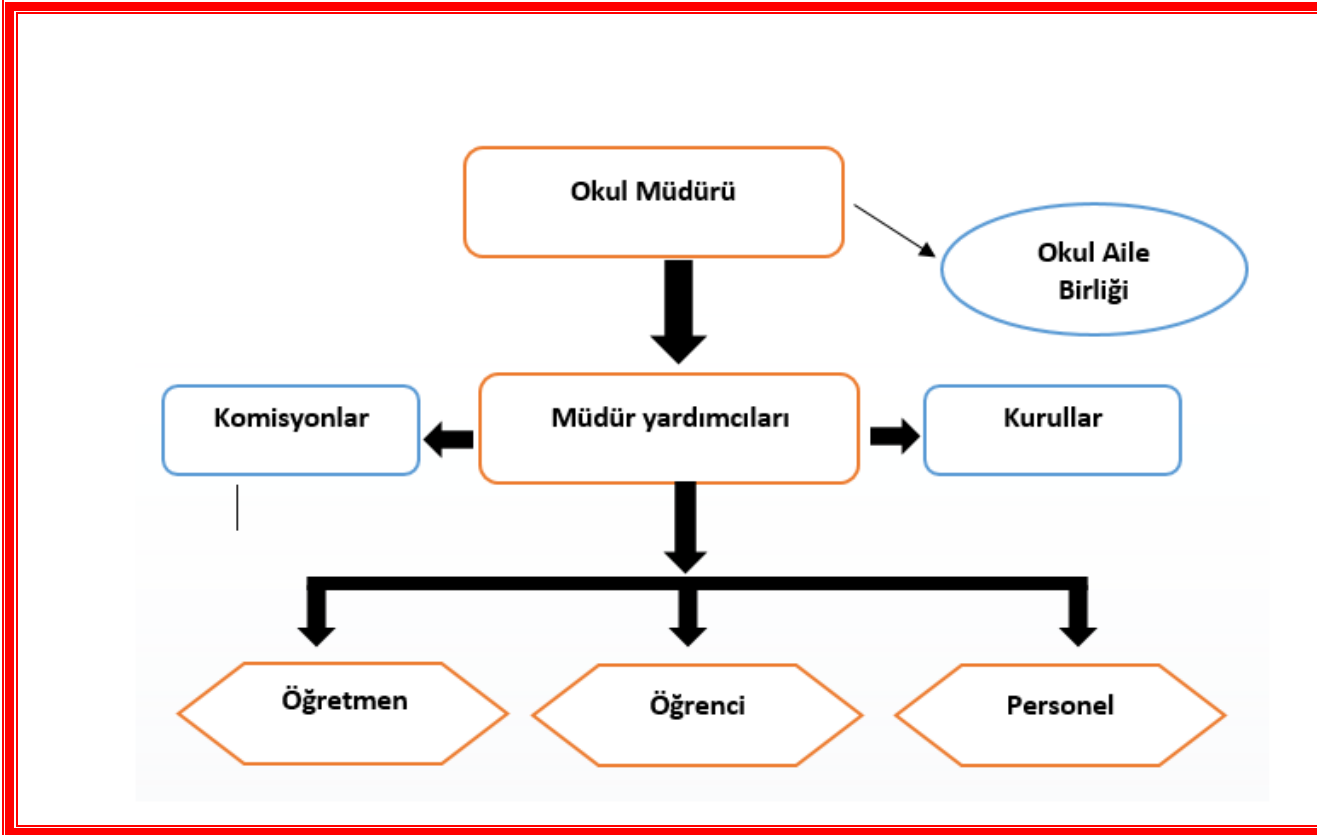 Okul Müdürü
Okul Aile
Birliği
Komisyonlar
Müdür yardımcıları
Kurullar
Öğretmen
Öğrenci
Personel